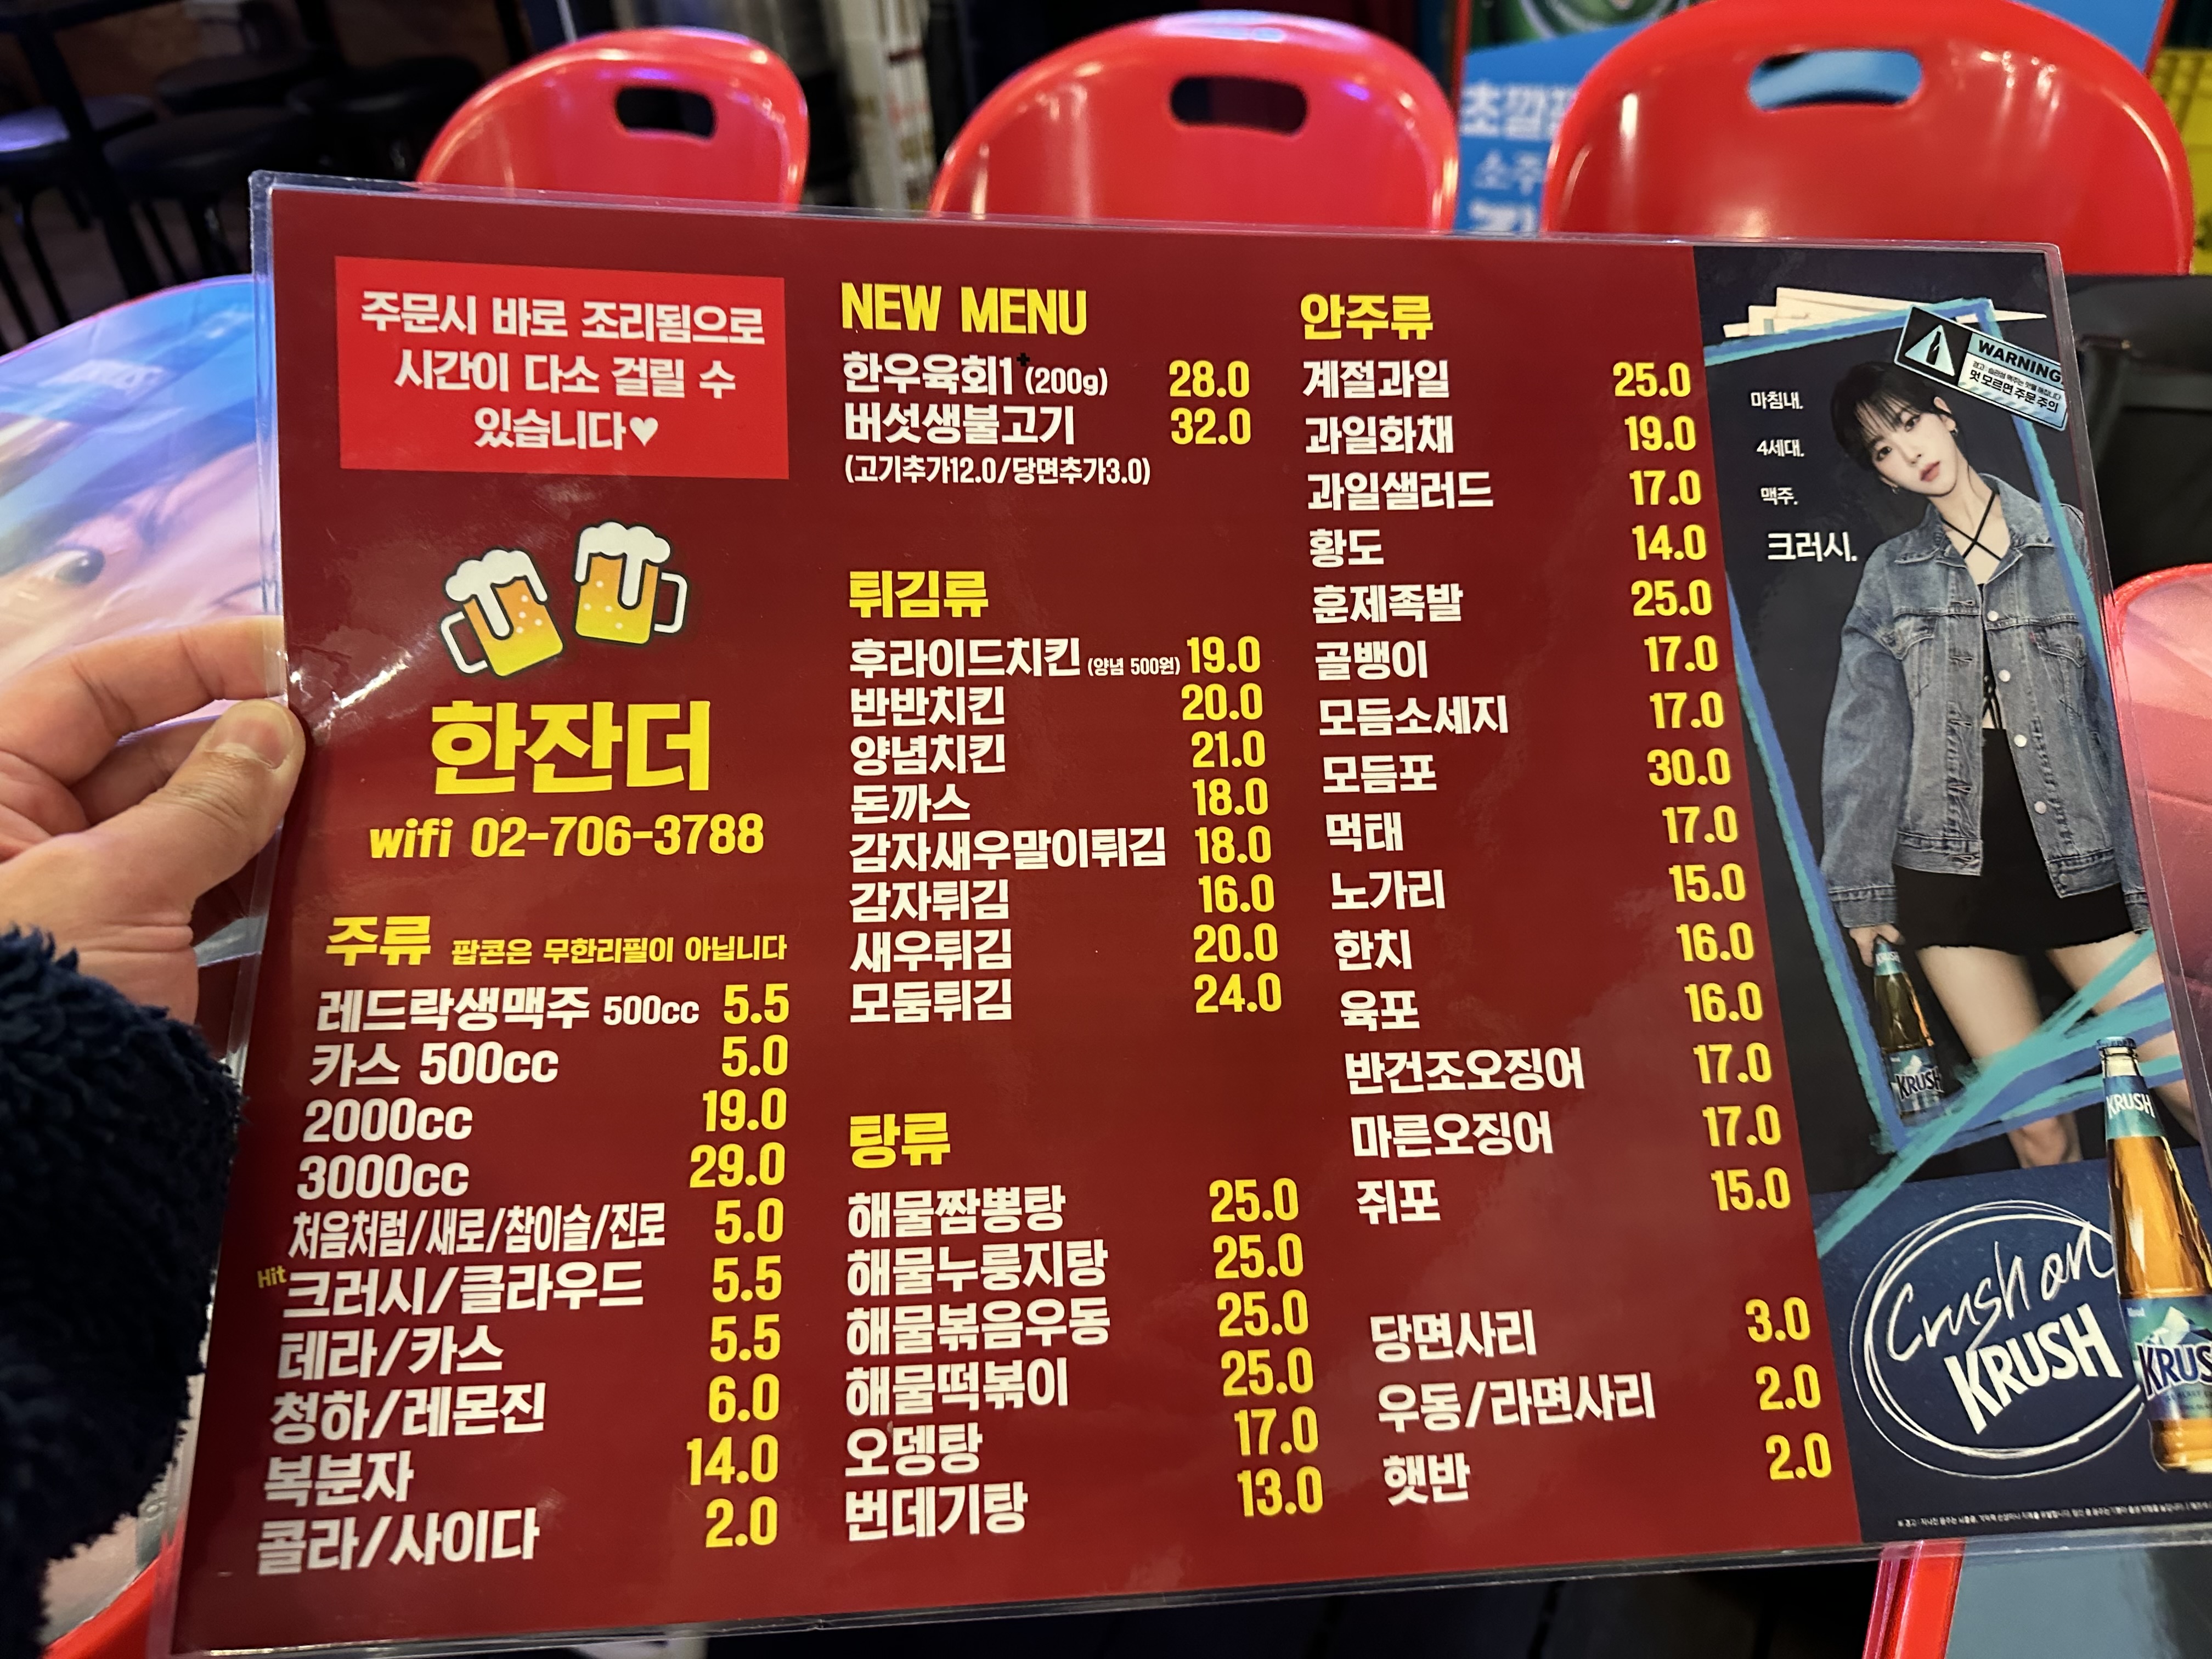 주문시 바로 조리됨으로
시간이 다소 걸릴 수
있습니다♥
한잔더
wifi 02-706-3788
주류 팝콘은 무한리필이 아닙니다
레드락생맥주 500cc 5.5
카스 500cc 5.0
2000cc 19.0
3000cc 29.0
처음처럼/새로/참이슬/진로 5.0
Hit 크러시/클라우드 5.5
테라/카스 5.5
청하/레몬진 6.0
복분자 14.0
콜라/사이다 2.0
NEW MENU
한우육회1+(200g) 28.0
버섯생불고기 32.0
(고기추가12.0/당면추가3.0)
튀김류
후라이드치킨 (양념 500원) 19.0
반반치킨 20.0
양념치킨 21.0
돈까스 18.0
감자새우말이튀김 18.0
감자튀김 16.0
새우튀김 20.0
모둠튀김 24.0
탕류
해물짬뽕탕 25.0
해물누룽지탕 25.0
해물볶음우동 25.0
해물떡볶이 25.0
오뎅탕 17.0
번데기탕 13.0
안주류
계절과일 25.0
과일화채 19.0
과일샐러드 17.0
황도 14.0
훈제족발 25.0
골뱅이 17.0
모듬소세지 17.0
모듬포 30.0
먹태 17.0
노가리 15.0
한치 16.0
육포 16.0
반건조오징어 17.0
마른오징어 17.0
쥐포 15.0
당면사리 3.0
우동/라면사리 2.0
햇반 2.0
WARNING
멋 모르면 주문 주의
마침내.
4세대.
맥주.
크러시.
KRUSH
KRUSH
Crush on
KRUSH
소주